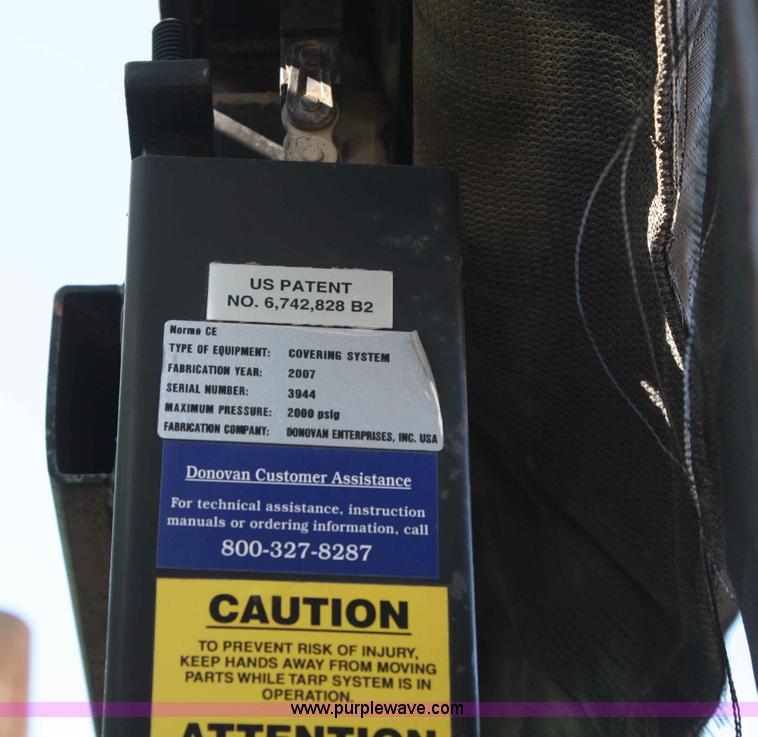 US PATENT
NO. 6,742,828 B2
Norme CE
TYPE OF EQUIPMENT: COVERING SYSTEM
FABRICATION YEAR: 2007
SERIAL NUMBER: 3944
MAXIMUM PRESSURE: 2000 psig
FABRICATION COMPANY: DONOVAN ENTERPRISES, INC. USA
Donovan Customer Assistance
For technical assistance, instruction
manuals or ordering information, call
800-327-8287
CAUTION
TO PREVENT RISK OF INJURY,
KEEP HANDS AWAY FROM MOVING
PARTS WHILE TARP SYSTEM IS IN
OPERATION.
www.purplewave.com
ATTENTION